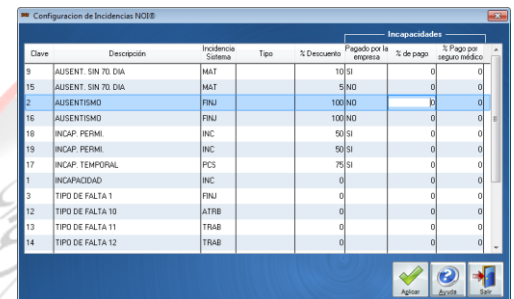 Configuracion de Incidencias NOI®
Incapacidades
Clave Descripción Incidencia Sistema Tipo % Descuento Pagado por la empresa % de pago % Pago por seguro médico
9 AUSENT. SIN 7O. DIA MAT 10 SI 0 0
15 AUSENT. SIN 7O. DIA MAT 5 NO 0 0
2 AUSENTISMO FINJ 100 NO 0 0
16 AUSENTISMO FINJ 100 NO 0 0
18 INCAP. PERMI. INC 50 SI 0 0
19 INCAP. PERMI. INC 50 SI 0 0
17 INCAP. TEMPORAL PCS 75 SI 0 0
1 INCAPACIDAD INC 0 0 0
3 TIPO DE FALTA 1 FINJ 0 0 0
12 TIPO DE FALTA 10 ATRB 0 0 0
13 TIPO DE FALTA 11 TRAB 0 0 0
14 TIPO DE FALTA 12 TRAB 0 0 0
Aplicar Ayuda Salir